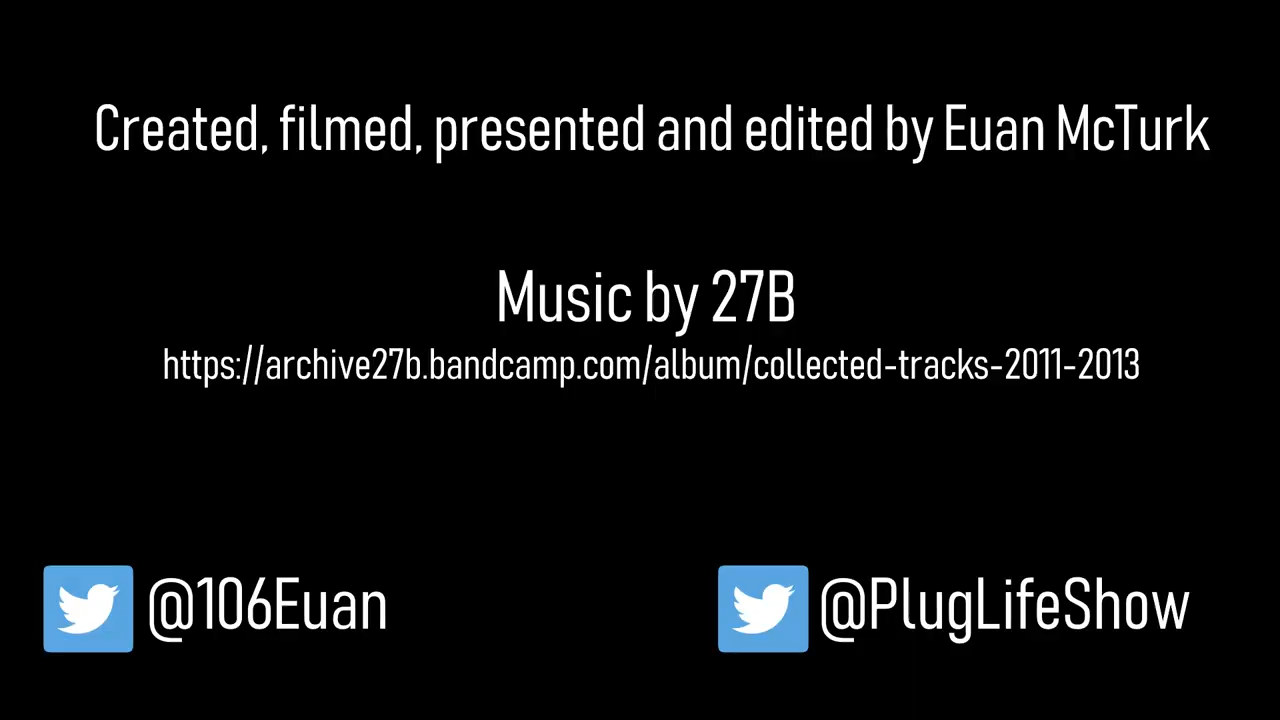 Created, filmed, presented and edited by Euan McTurk
Music by 27B
https://archive27b.bandcamp.com/album/collected-tracks-2011-2013
@106Euan
@PlugLifeShow